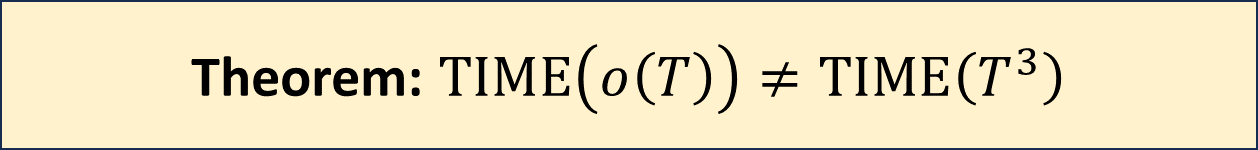 Theorem: TIME(o(T)) ≠ TIME(T³)